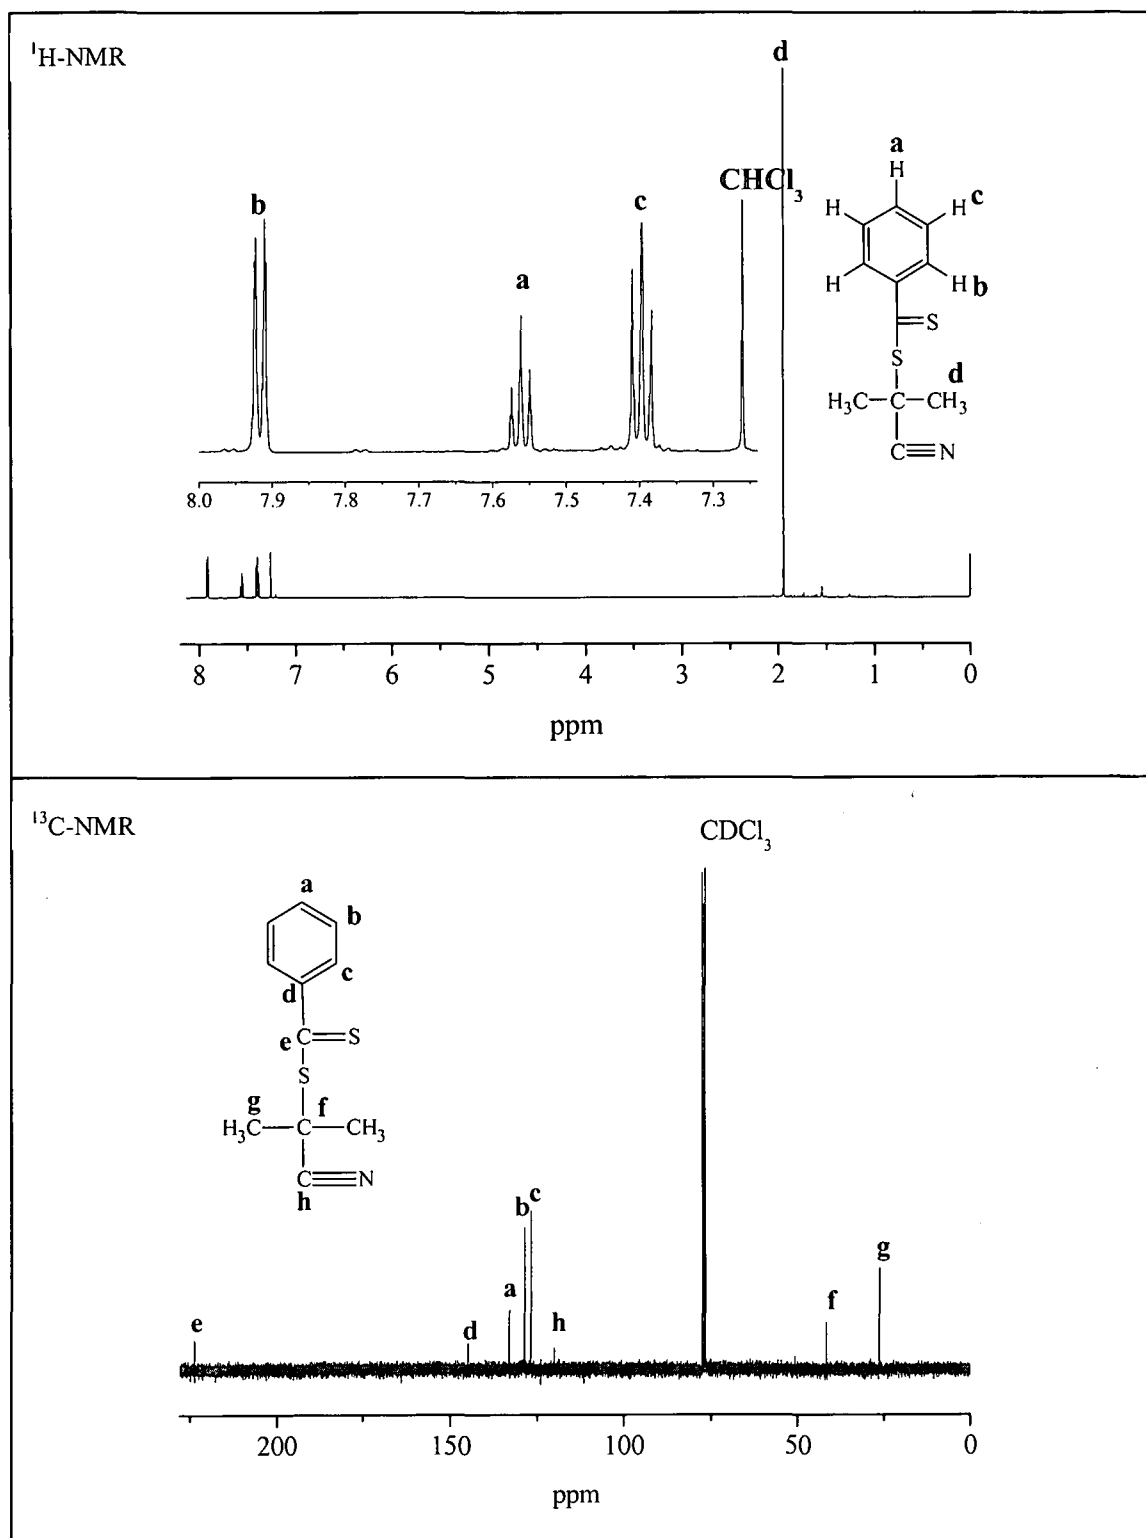 ¹H-NMR
d
b
c
CHCl₃
a
a
H
H H c
H H b
C=S
S
d
H₃C-C-CH₃
C≡N
8.0 7.9 7.8 7.7 7.6 7.5 7.4 7.3
8 7 6 5 4 3 2 1 0
ppm
¹³C-NMR
CDCl₃
a
b
c
d
e C=S
S
g f
H₃C-C-CH₃
C≡N
h
b c
a
g
f
e d h
200 150 100 50 0
ppm